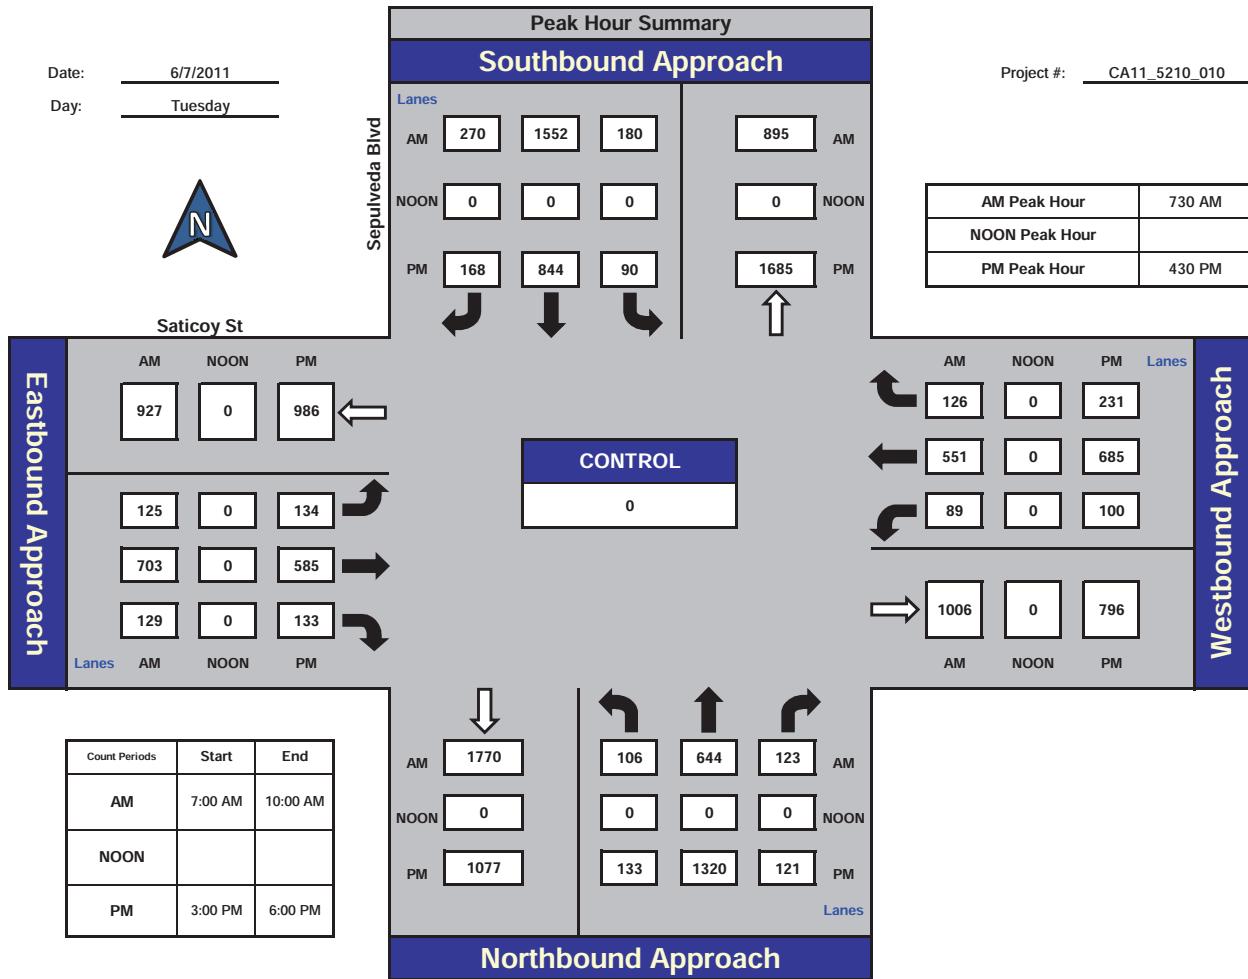 Peak Hour Summary
Southbound Approach
Date: 6/7/2011
Day: Tuesday
Project #: CA11_5210_010
N
Sepulveda Blvd
Lanes
AM 270 1552 180 895 AM
NOON 0 0 0 0 NOON
PM 168 844 90 1685 PM
AM Peak Hour 730 AM
NOON Peak Hour
PM Peak Hour 430 PM
Saticoy St
Eastbound Approach
AM NOON PM
927 0 986
125 0 134
703 0 585
129 0 133
Lanes AM NOON PM
CONTROL
0
AM NOON PM Lanes
126 0 231
551 0 685
89 0 100
1006 0 796
AM NOON PM
Westbound Approach
Count Periods Start End
AM 7:00 AM 10:00 AM
NOON
PM 3:00 PM 6:00 PM
AM 1770 106 644 123 AM
NOON 0 0 0 0 NOON
PM 1077 133 1320 121 PM
Lanes
Northbound Approach